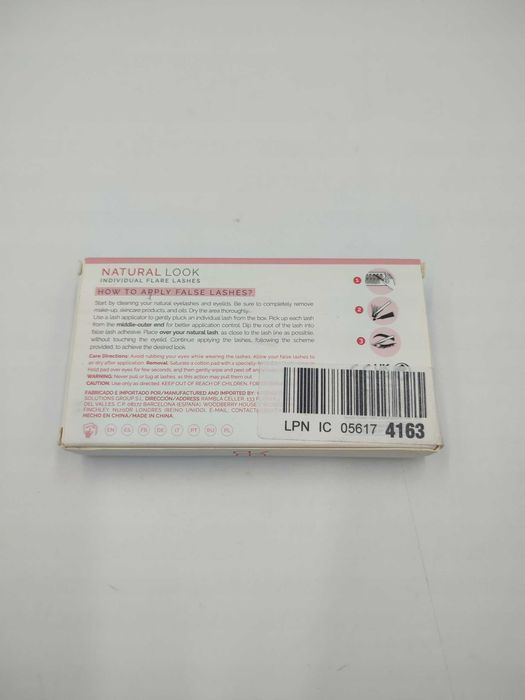 NATURAL LOOK
INDIVIDUAL FLARE LASHES
HOW TO APPLY FALSE LASHES?
Start by cleaning your natural eyelashes and eyelids. Be sure to completely remove
make-up, skincare products, and oils. Dry the area thoroughly.
Use a lash applicator to gently pluck an individual lash from the box. Pick up each lash
from the middle-outer end for better application control. Dip the root of the lash into
false lash adhesive. Place over your natural lash, as close to the lash line as possible,
without touching the eyelid. Continue applying the lashes, following the scheme
provided, to achieve the desired look.
1
2
3
Care Directions: Avoid rubbing your eyes while wearing the lashes. Allow your false lashes to
air dry after application. Removal: Saturate a cotton pad with a
Hold pad over eyes for few seconds, and then gently wipe and peel off any
WARNING: Never pull or tug at lashes, as this action may pull them out.
CAUTION: Use only as directed. KEEP OUT OF REACH OF CHILDREN. FOR
FABRICADO E IMPORTADO POR/MANUFACTURED AND IMPORTED BY:
SOLUTIONS GROUP S.L. DIRECCIÓN/ADDRESS: RAMBLA CELLER, 133
DEL VALLES, C.P. 08172 BARCELONA (ESPAÑA). WOODBERRY HOUSE,
FINCHLEY, LONDRES (REINO UNIDO). E-MAIL:
HECHO EN CHINA/MADE IN CHINA.
EN ES FR DE IT PT RU PL
LPN IC 05617 4163